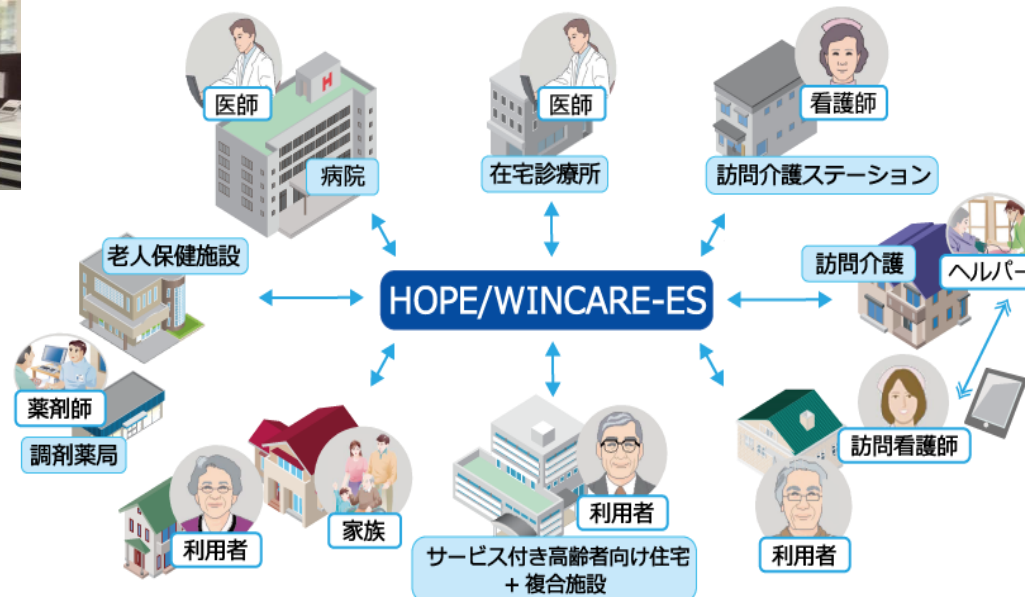 医師
病院
医師
在宅診療所
看護師
訪問介護ステーション
老人保健施設
訪問介護
ヘルパー
HOPE/WINCARE-ES
薬剤師
調剤薬局
利用者
家族
利用者
サービス付き高齢者向け住宅
+ 複合施設
訪問看護師
利用者
H